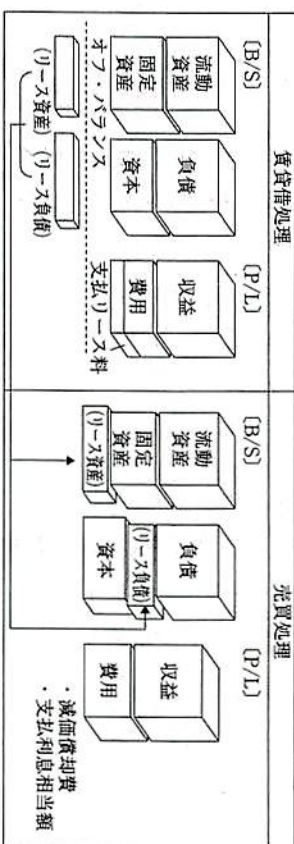 賃貸借処理
〔B/S〕
流動資産
固定資産
負債
資本
オフ・バランス
(リース資産)
(リース負債)
〔P/L〕
収益
費用
支払リース料
売買処理
〔B/S〕
流動資産
固定資産
(リース資産)
負債
(リース負債)
資本
〔P/L〕
収益
費用
・減価償却費
・支払利息相当額